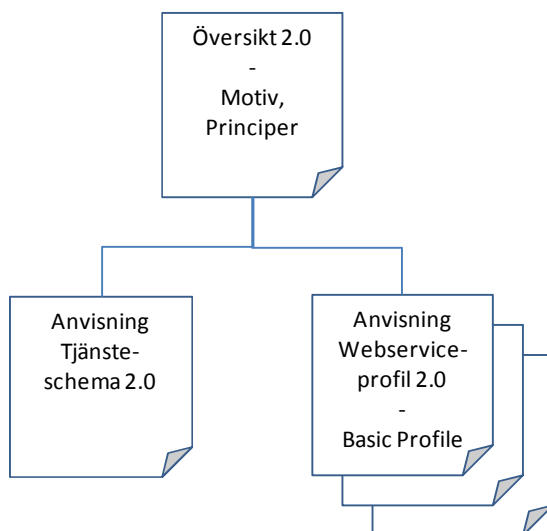 Översikt 2.0
-
Motiv,
Principer
Anvisning
Tjänste-
schema 2.0
Anvisning
Webservice-
profil 2.0
-
Basic Profile